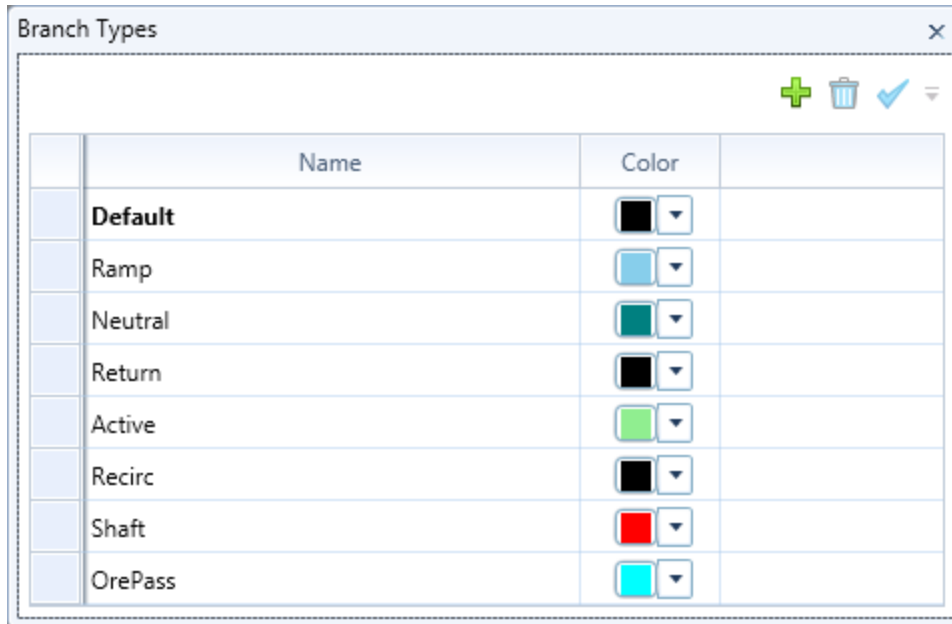 Branch Types
Name Color
Default
Ramp
Neutral
Return
Active
Recirc
Shaft
OrePass